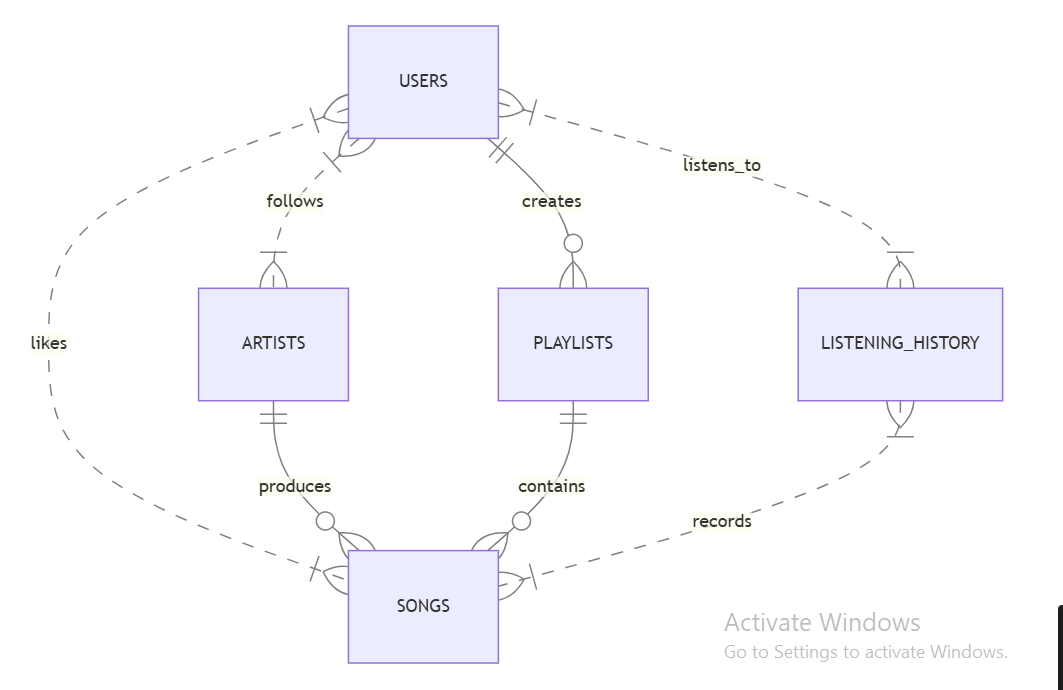 USERS
listens_to
follows
creates
likes
ARTISTS
PLAYLISTS
LISTENING_HISTORY
produces
contains
records
SONGS
Activate Windows
Go to Settings to activate Windows.